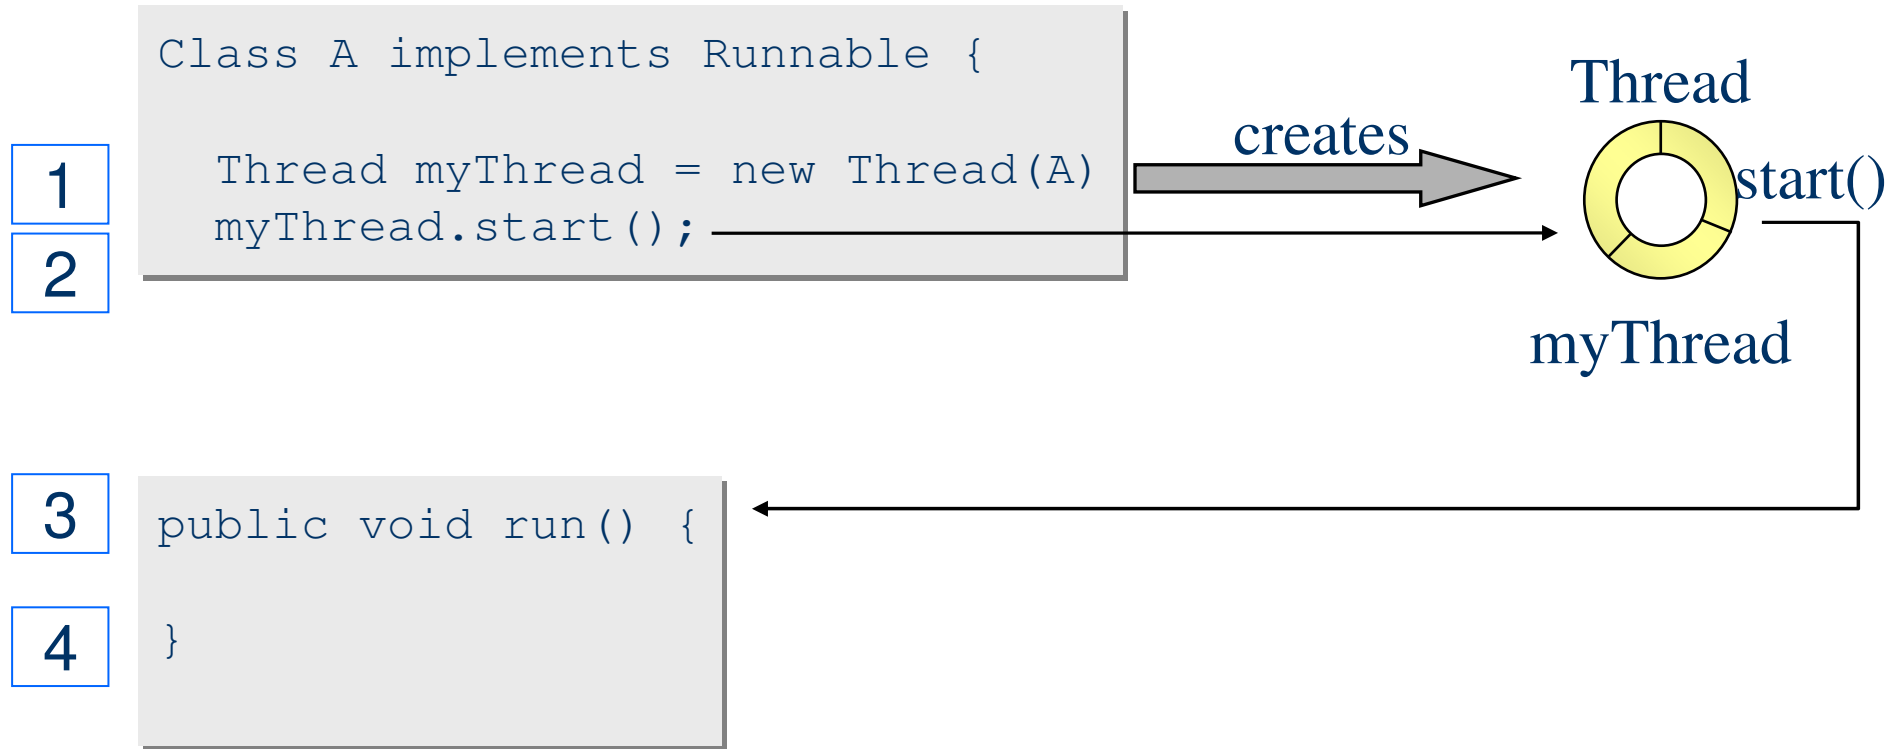 Class A implements Runnable {
Thread
creates
1
Thread myThread = new Thread(A)
start()
myThread.start();
2
myThread
3
public void run() {
4
}